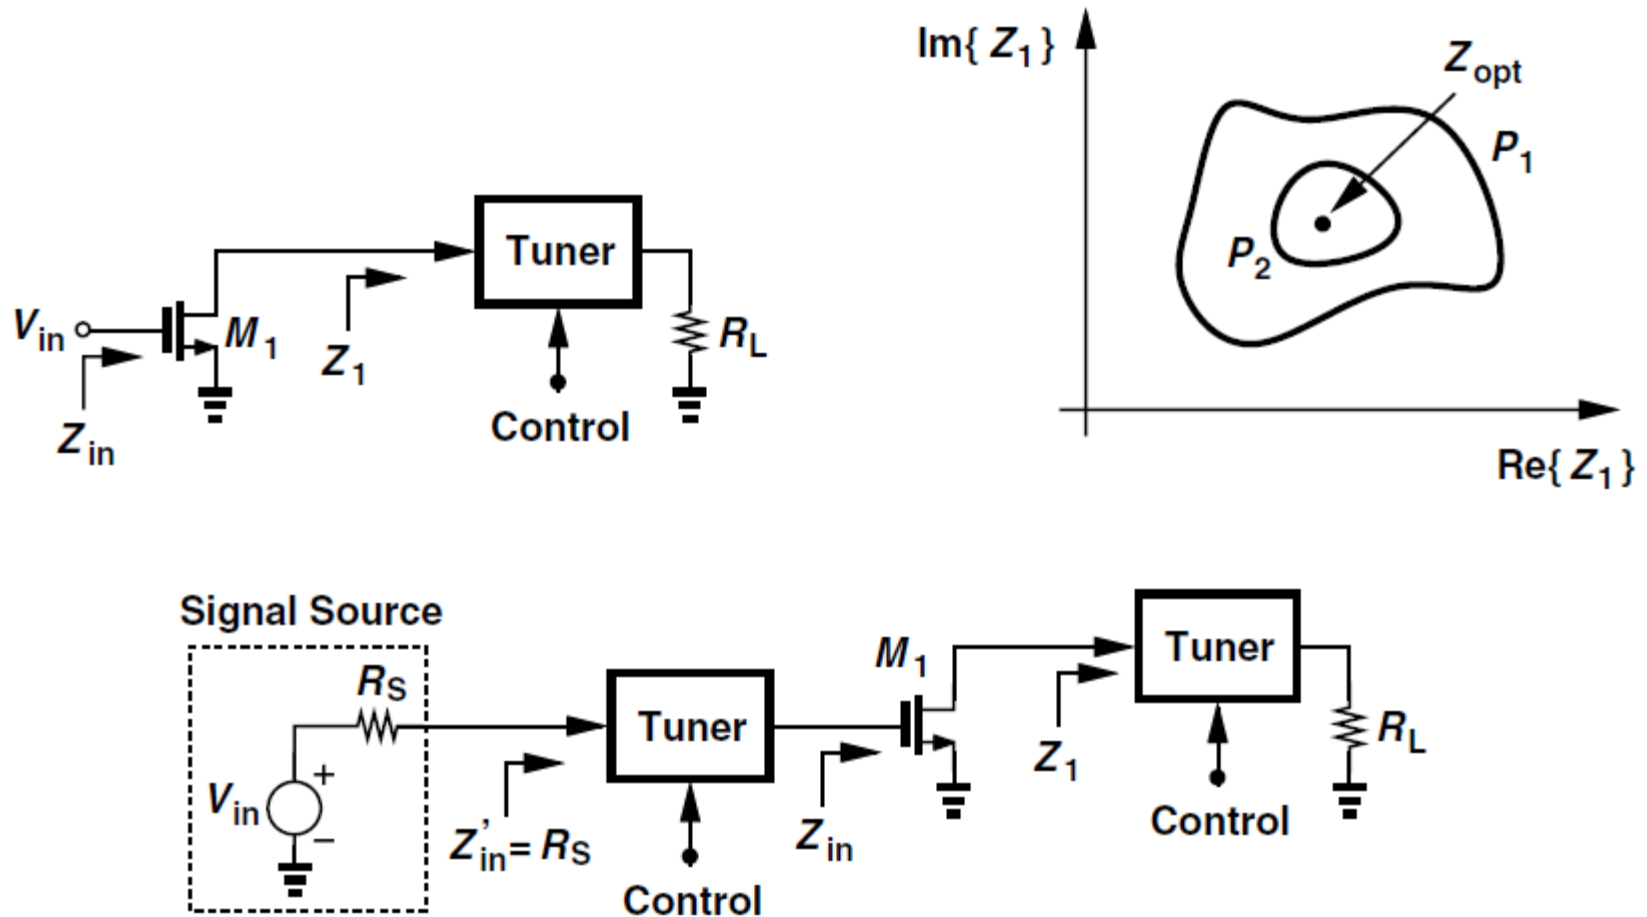 Im{ Z1 }
Zopt
P1
P2
Re{ Z1 }
Tuner
Vin
M1
Z1
RL
Zin
Control
Signal Source
RS
Vin
+
−
Z'in = RS
Tuner
Control
Zin
M1
Z1
Tuner
Control
RL